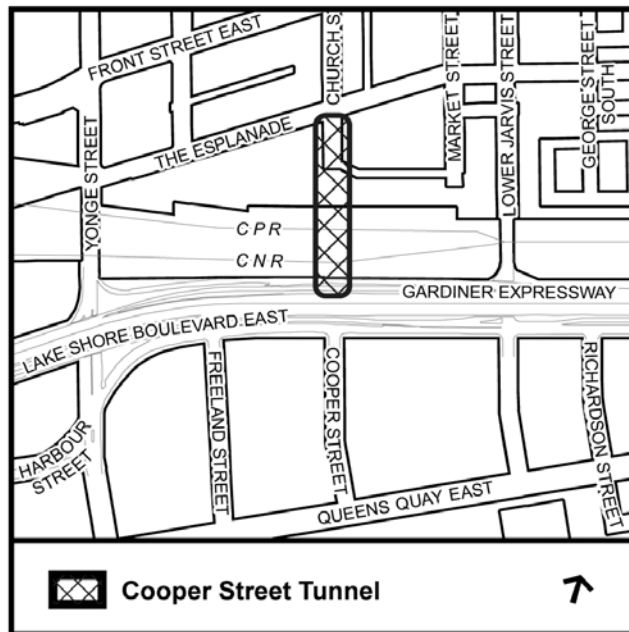 FRONT STREET EAST
CHURCH ST
MARKET STREET
LOWER JARVIS STREET
GEORGE STREET
SOUTH
YONGE STREET
THE ESPLANADE
CPR
CNR
GARDINER EXPRESSWAY
LAKE SHORE BOULEVARD EAST
HARBOUR
STREET
FREELAND STREET
COOPER STREET
RICHARDSON STREET
QUEENS QUAY EAST
Cooper Street Tunnel